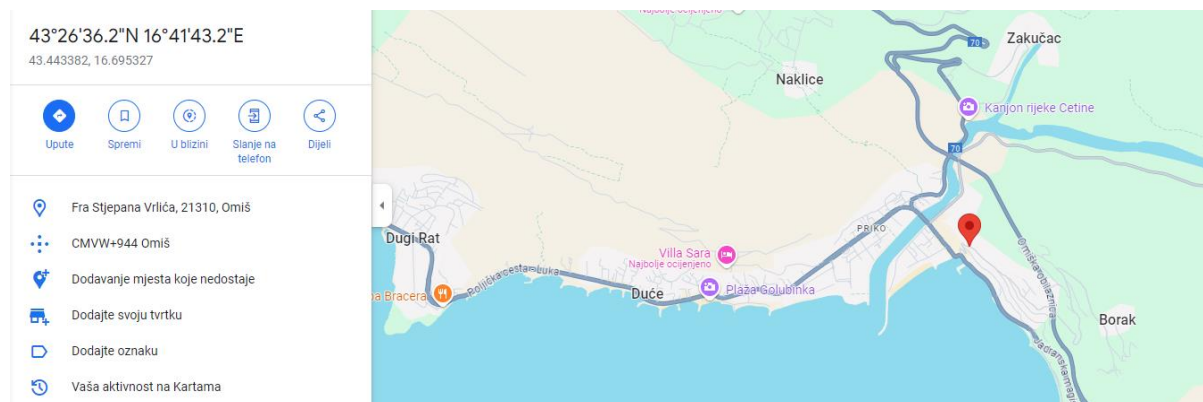 43°26'36.2"N 16°41'43.2"E
43.443382, 16.695327
Upute
Spremi
U blizini
Slanje na
telefon
Dijeli
Fra Stjepana Vrlića, 21310, Omiš
CMVW+944 Omiš
Dodavanje mjesta koje nedostaje
Dodajte svoju tvrtku
Dodajte oznaku
Vaša aktivnost na Kartama
Najbolje ocijenjeno
70
Zakučac
Naklice
Kanjon rijeke Cetine
70
PRIKO
Dugi Rat
Villa Sara
Najbolje ocijenjeno
Poljička cesta-Luka
Duće
Plaža Golubinka
Bracera
Omiška obilaznica
Borak